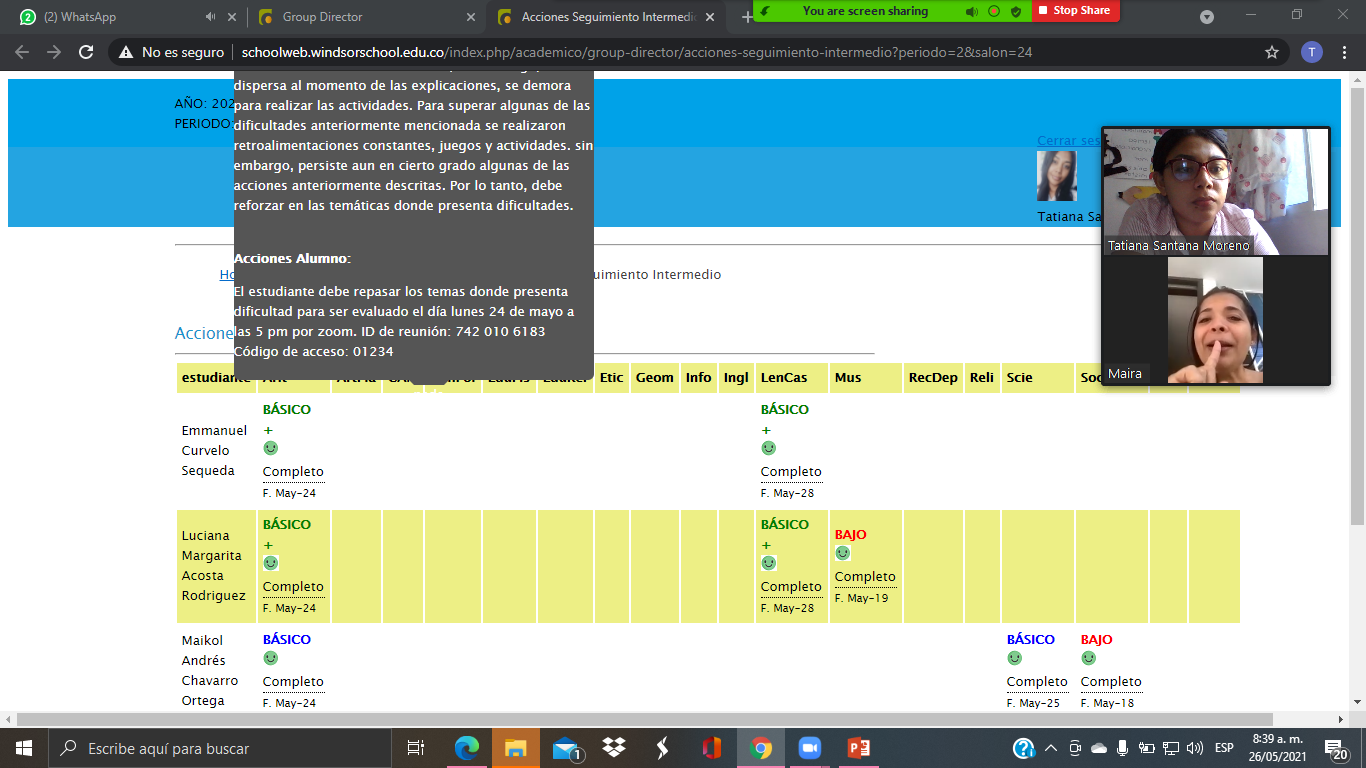 (2) WhatsApp
Group Director
Acciones Seguimiento Intermedi
You are screen sharing
Stop Share
No es seguro
schoolweb.windsorschool.edu.co/index.php/academico/group-director/acciones-seguimiento-intermedio?periodo=2&salon=24
T
AÑO: 202
PERIODO
dispersa al momento de las explicaciones, se demora
para realizar las actividades. Para superar algunas de las
dificultades anteriormente mencionada se realizaron
retroalimentaciones constantes, juegos y actividades. sin
embargo, persiste aun en cierto grado algunas de las
acciones anteriormente descritas. Por lo tanto, debe
reforzar en las temáticas donde presenta dificultades.
Acciones Alumno:
El estudiante debe repasar los temas donde presenta
dificultad para ser evaluado el día lunes 24 de mayo a
las 5 pm por zoom. ID de reunión: 742 010 6183
Código de acceso: 01234
Cerrar ses
Tatiana Sa
Tatiana Santana Moreno
Maira
Ho
uimiento Intermedio
Accione
estudiante Etic Geom Info Ingl LenCas Mus RecDep Reli Scie Soc
Emmanuel
Curvelo
Sequeda
BÁSICO
+
Completo
F. May-24
BÁSICO
+
Completo
F. May-28
Luciana
Margarita
Acosta
Rodriguez
BÁSICO
+
Completo
F. May-24
BÁSICO
+
Completo
F. May-28
BAJO
Completo
F. May-19
Maikol
Andrés
Chavarro
Ortega
BÁSICO
Completo
F. May-24
BÁSICO
Completo
F. May-25
BAJO
Completo
F. May-18
Escribe aquí para buscar
1
ESP
8:39 a. m.
26/05/2021
20